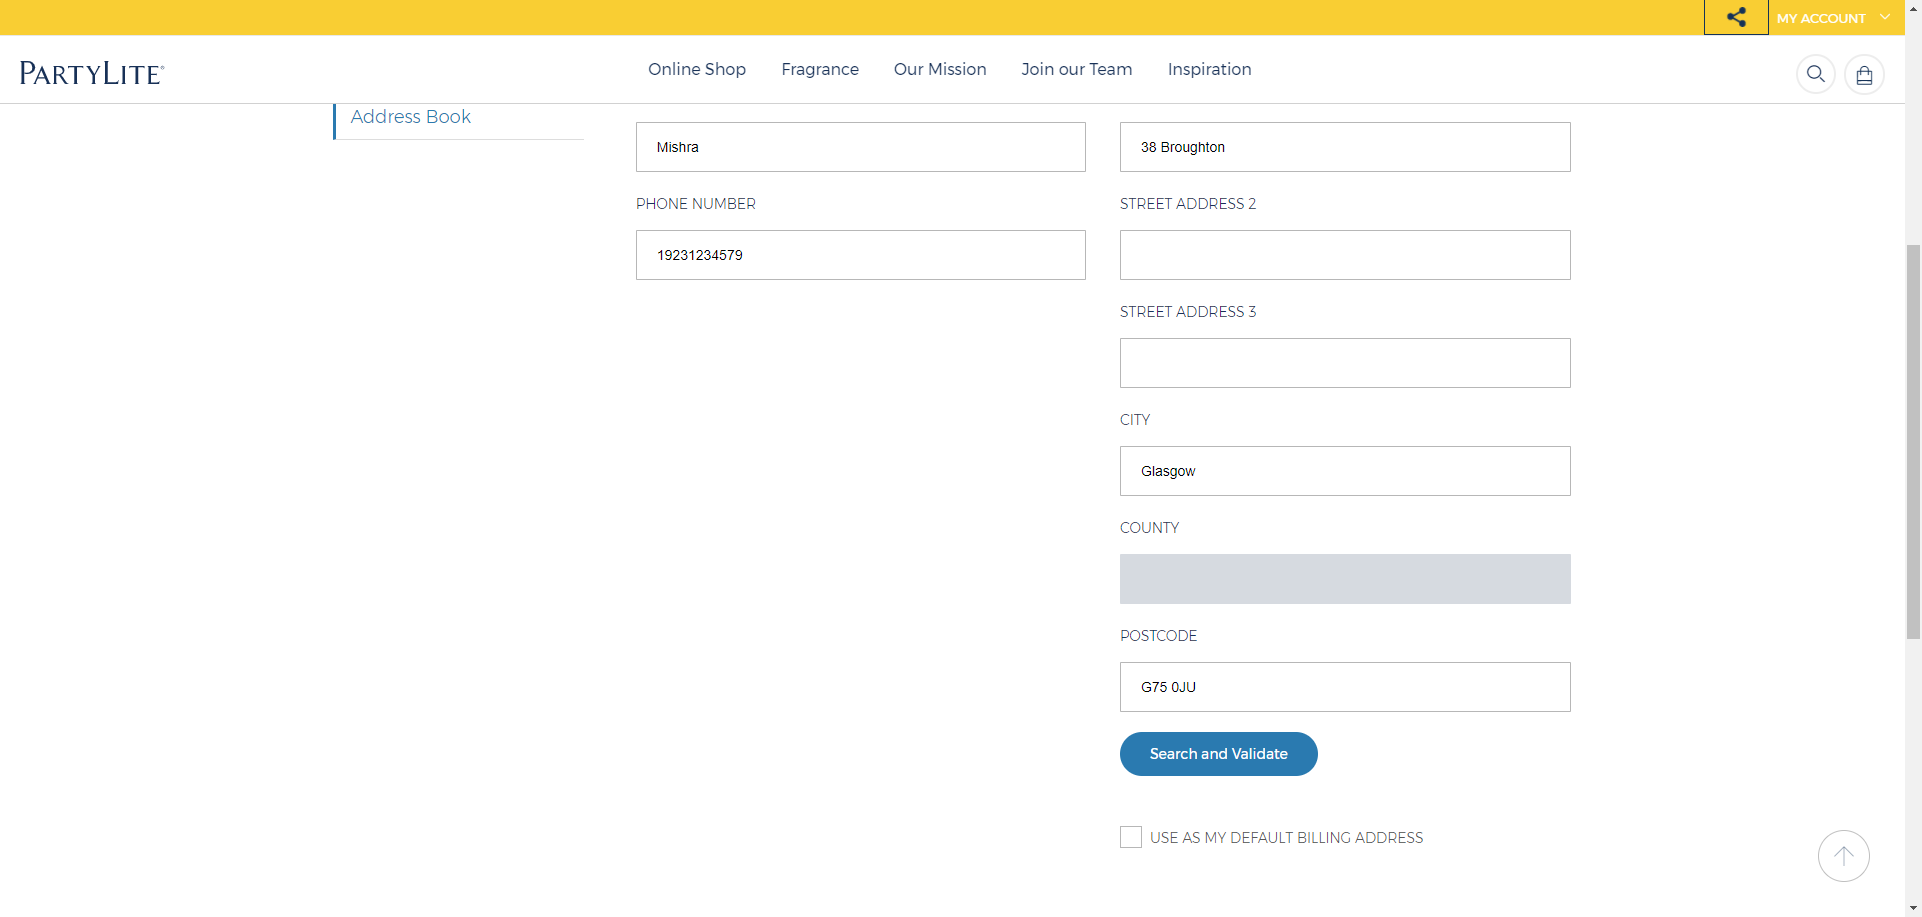 MY ACCOUNT
PARTYLITE®
Online Shop
Fragrance
Our Mission
Join our Team
Inspiration
Address Book
Mishra
PHONE NUMBER
19231234579
38 Broughton
STREET ADDRESS 2
STREET ADDRESS 3
CITY
Glasgow
COUNTY
POSTCODE
G75 0JU
Search and Validate
USE AS MY DEFAULT BILLING ADDRESS